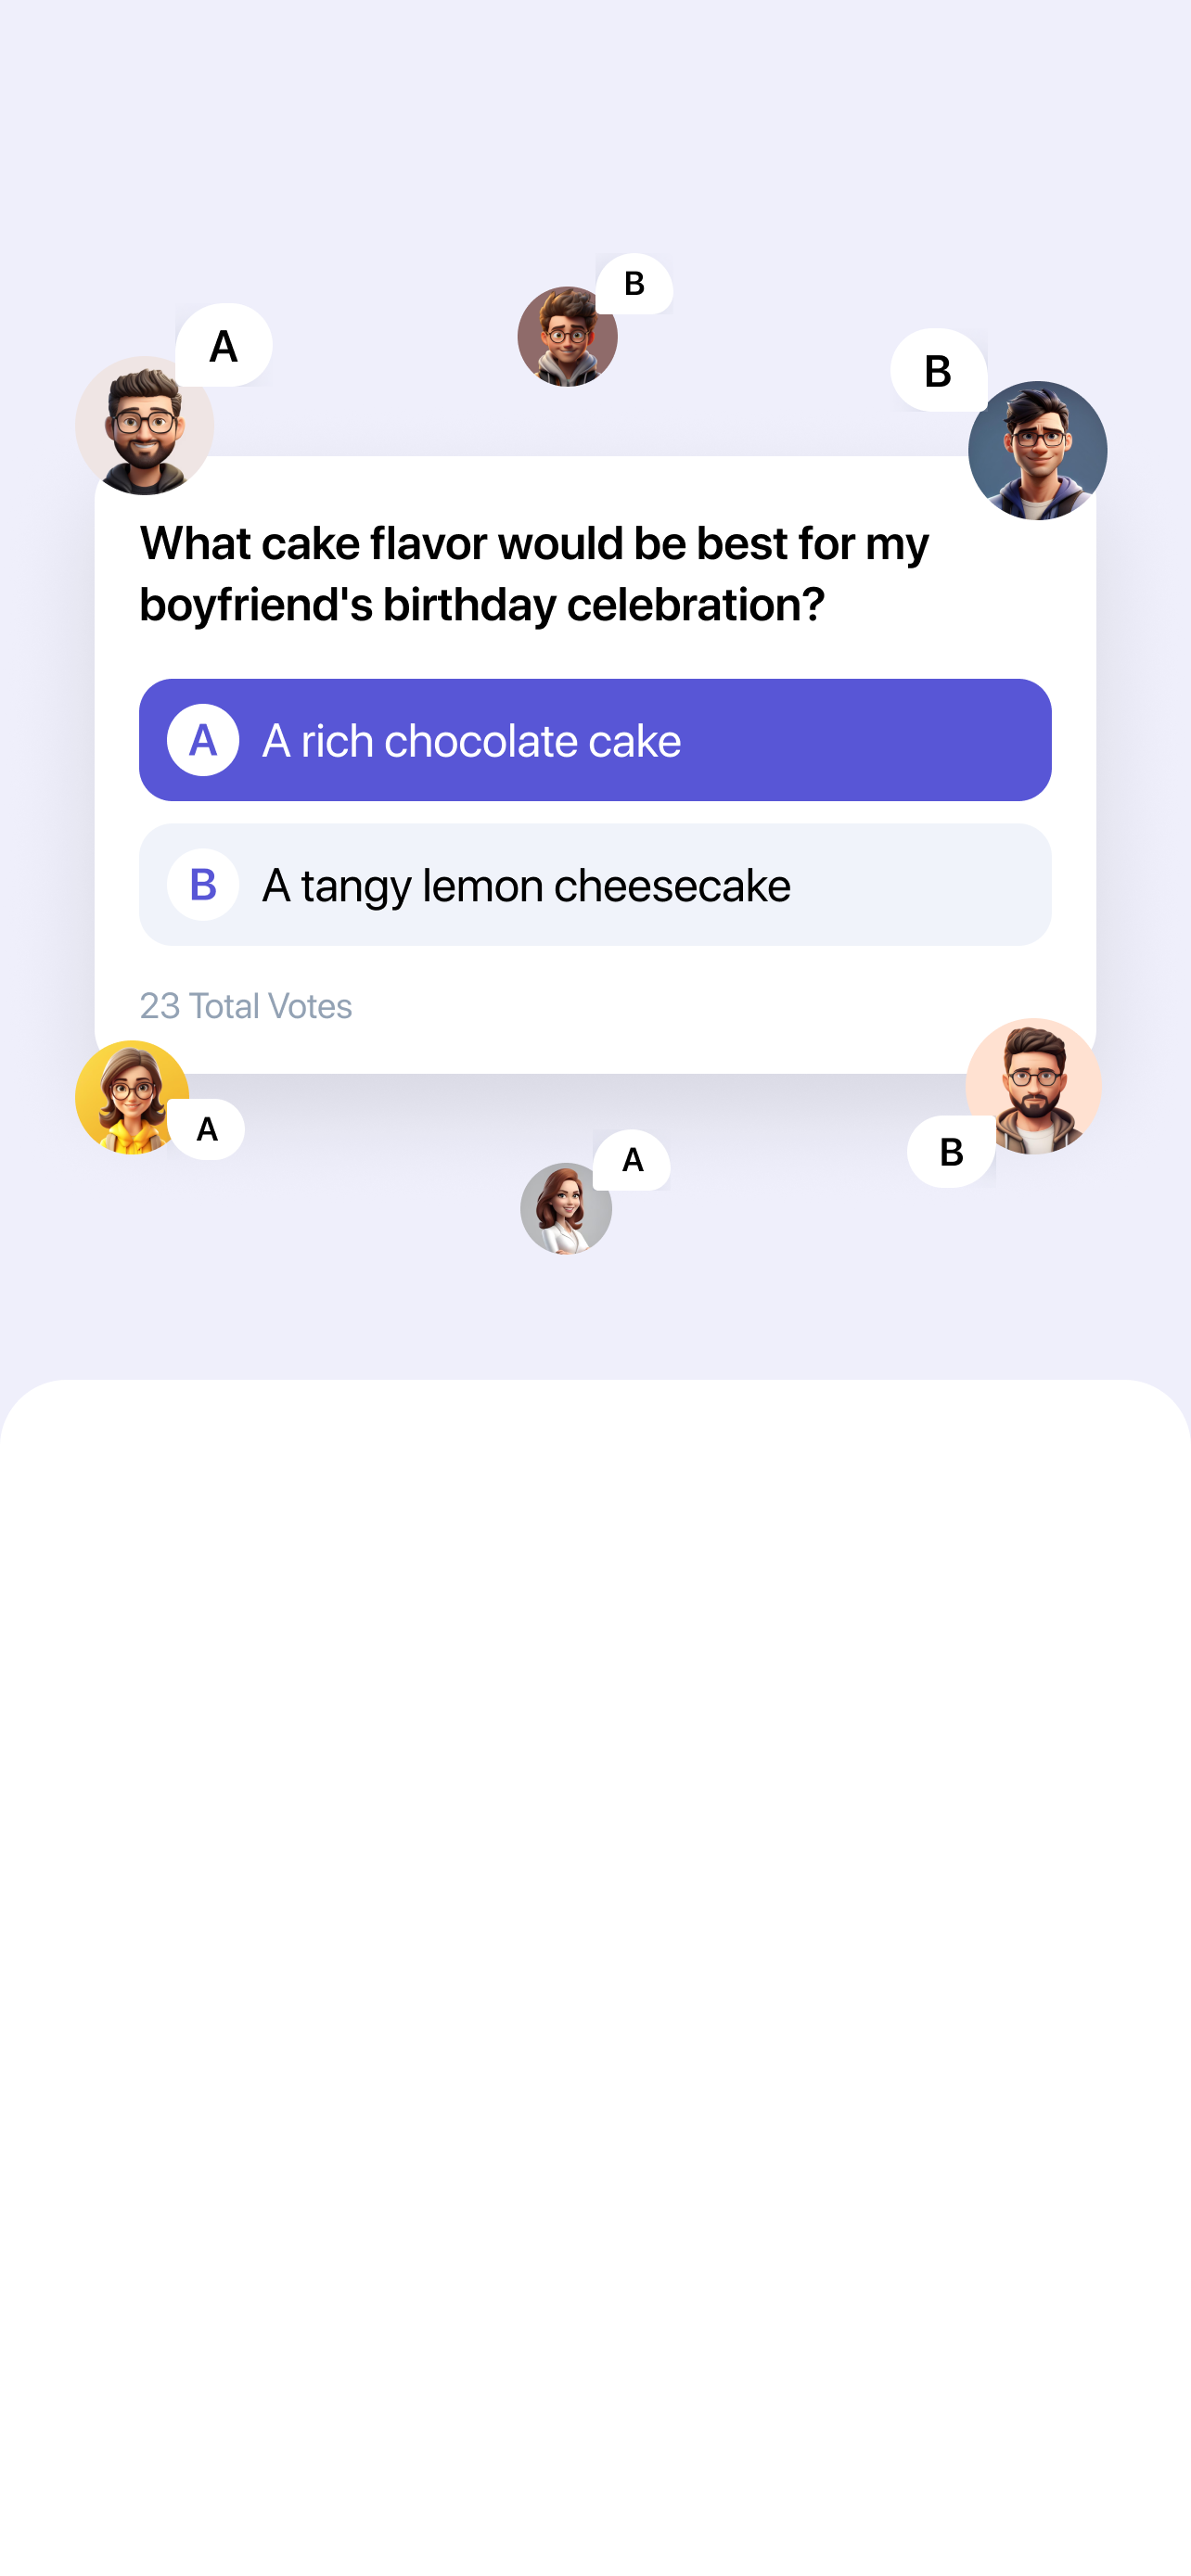 B
A
B
What cake flavor would be best for my
boyfriend's birthday celebration?
A A rich chocolate cake
B A tangy lemon cheesecake
23 Total Votes
A
B
A